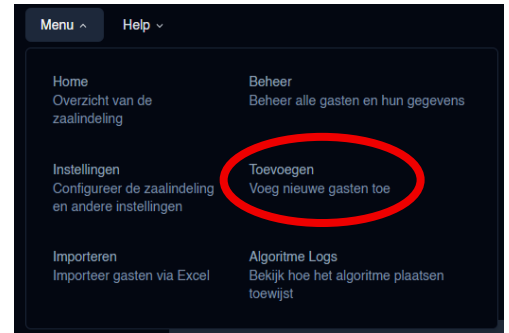 Menu Help
Home
Overzicht van de
zaalindeling
Beheer
Beheer alle gasten en hun gegevens
Instellingen
Configureer de zaalindeling
en andere instellingen
Toevoegen
Voeg nieuwe gasten toe
Importeren
Importeer gasten via Excel
Algoritme Logs
Bekijk hoe het algoritme plaatsen
toewijst